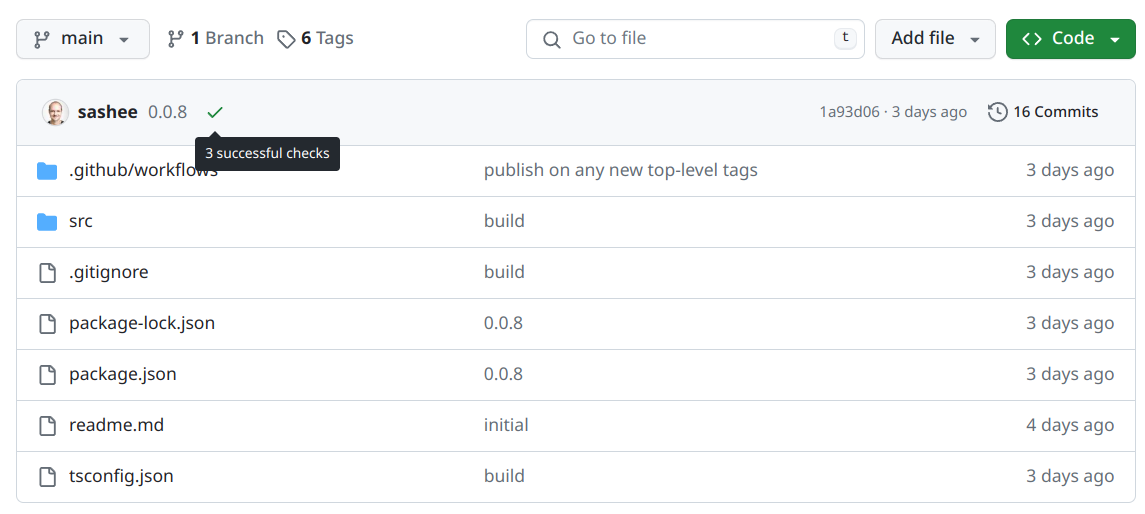 main 1 Branch 6 Tags Go to file t Add file Code
sashee 0.0.8 1a93d06 · 3 days ago 16 Commits
3 successful checks
.github/workflows publish on any new top-level tags 3 days ago
src build 3 days ago
.gitignore build 3 days ago
package-lock.json 0.0.8 3 days ago
package.json 0.0.8 3 days ago
readme.md initial 4 days ago
tsconfig.json build 3 days ago